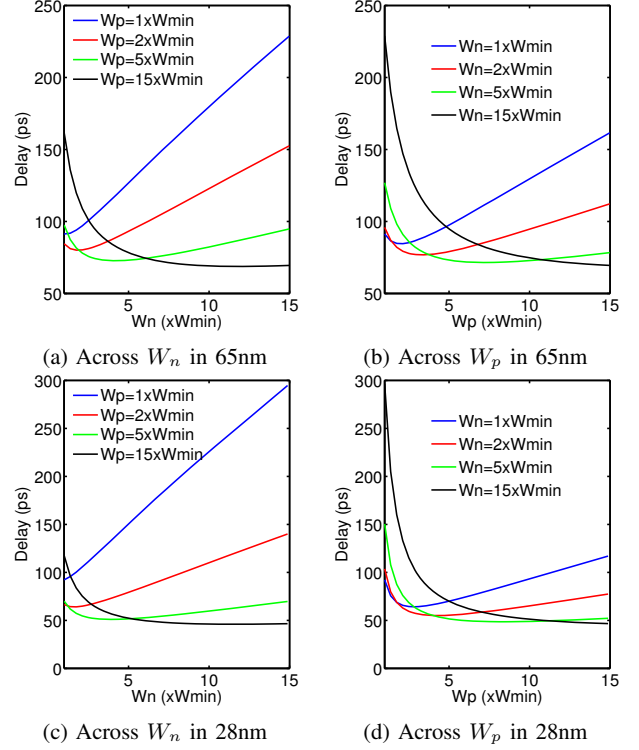 Wp=1xWmin
Wp=2xWmin
Wp=5xWmin
Wp=15xWmin
Delay (ps)
250
200
150
100
50
5
10
15
Wn (xWmin)
(a) Across Wn in 65nm
Wn=1xWmin
Wn=2xWmin
Wn=5xWmin
Wn=15xWmin
Delay (ps)
250
200
150
100
50
5
10
15
Wp (xWmin)
(b) Across Wp in 65nm
Wp=1xWmin
Wp=2xWmin
Wp=5xWmin
Wp=15xWmin
Delay (ps)
300
250
200
150
100
50
0
5
10
15
Wn (xWmin)
(c) Across Wn in 28nm
Wn=1xWmin
Wn=2xWmin
Wn=5xWmin
Wn=15xWmin
Delay (ps)
300
250
200
150
100
50
0
5
10
15
Wp (xWmin)
(d) Across Wp in 28nm